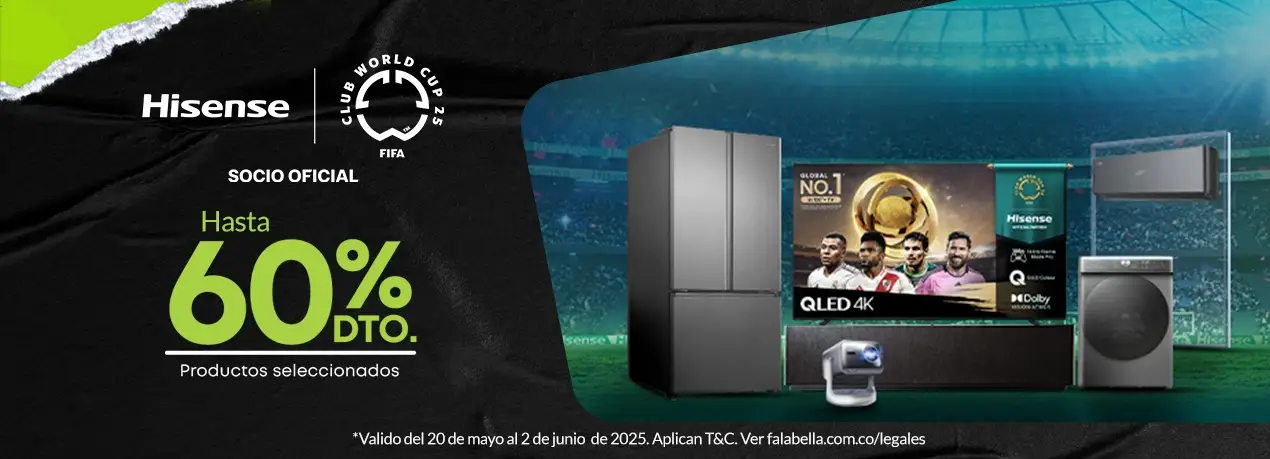 Hisense
CLUB WORLD CUP 25
FIFA
SOCIO OFICIAL
Hasta
60%
DTO.
Productos seleccionados
GLOBAL
NO.1
Hisense
QLED 4K
Dolby
*Valido del 20 de mayo al 2 de junio de 2025. Aplican T&C. Ver falabella.com.co/legales